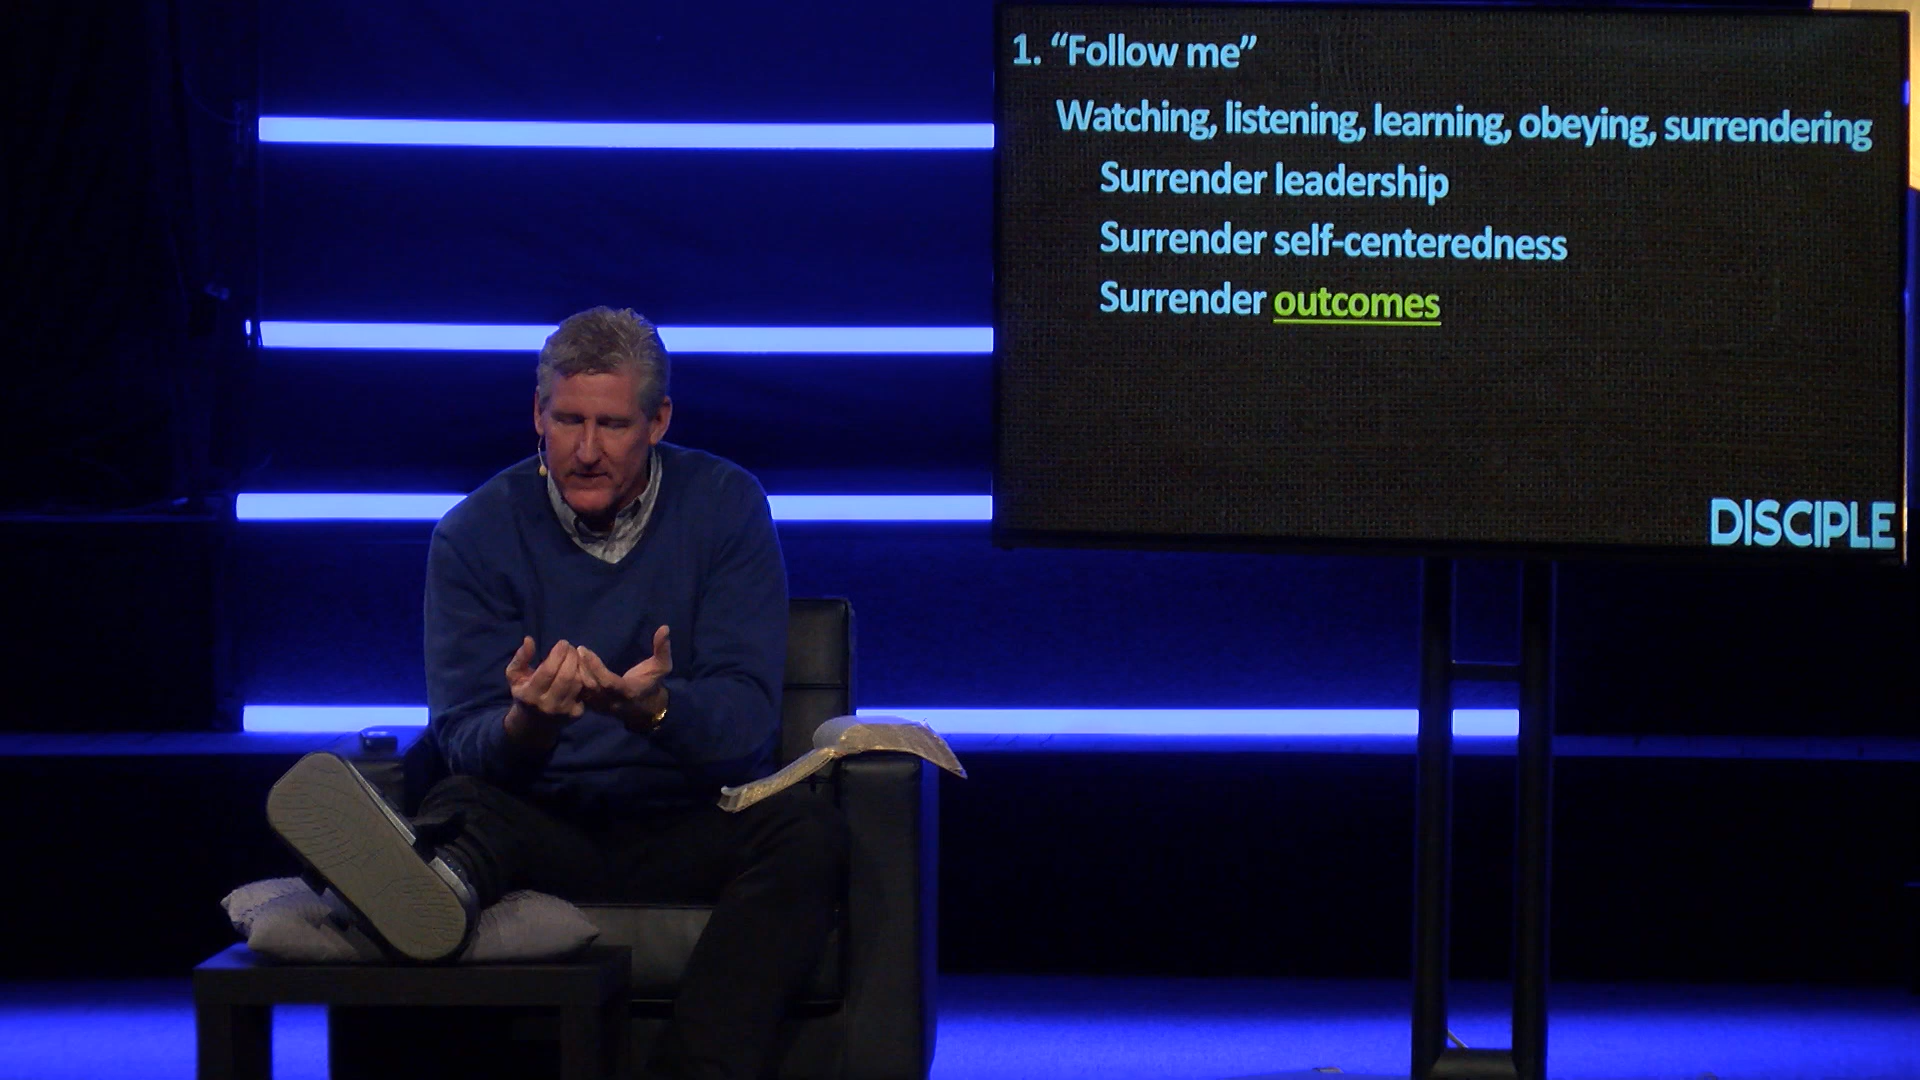 1. “Follow me”
Watching, listening, learning, obeying, surrendering
Surrender leadership
Surrender self-centeredness
Surrender outcomes
DISCIPLE